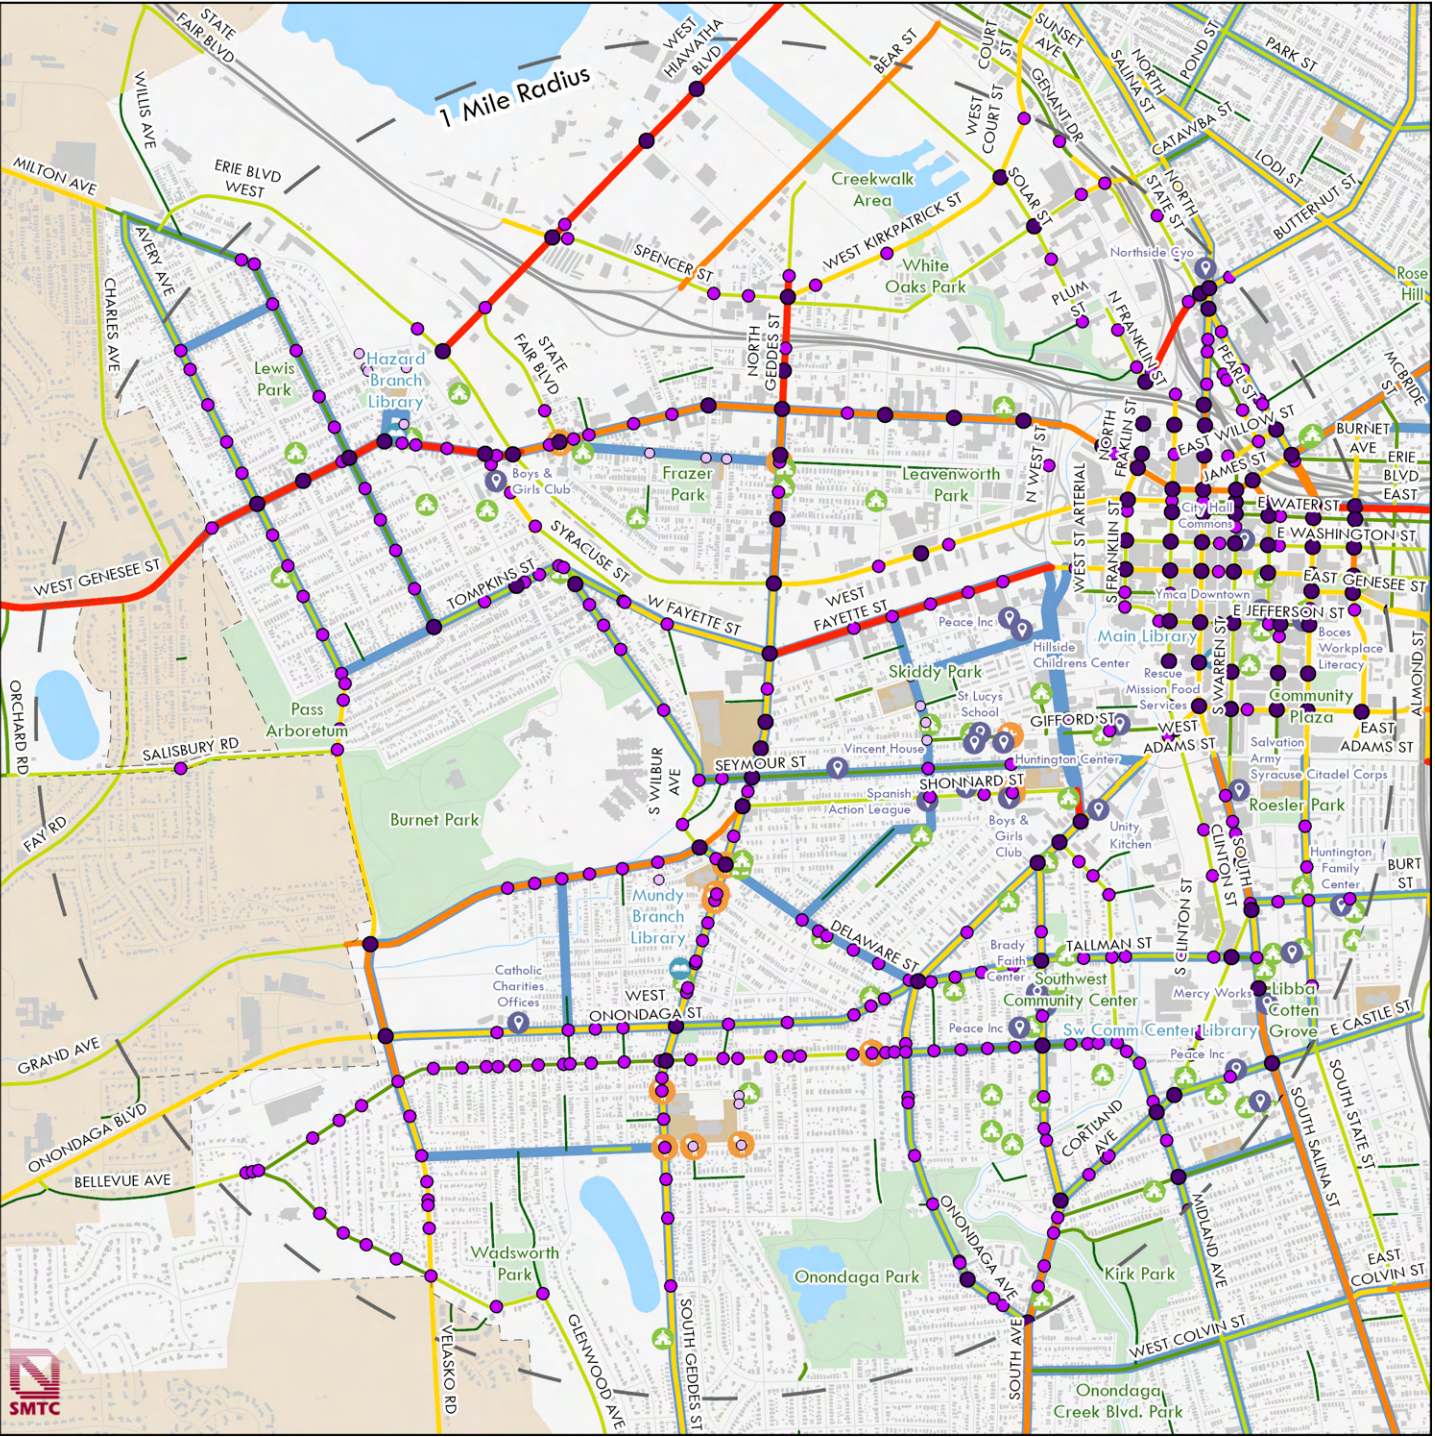 STATE
FAIR BLVD
WEST
HIAWATHA
BLVD
BEAR ST
COURT
ST
SUNSET
AVE
NORTH
SALINA ST
POND ST
PARK ST
1 Mile Radius
WILLIS AVE
WEST
COURT ST
GENANT DR
CATAWBA ST
LODI ST
MILTON AVE
ERIE BLVD
WEST
Creekwalk
Area
SOLAR ST
NORTH
STATE ST
BUTTERNUT ST
AVERY AVE
SPENCER ST
WEST KIRKPATRICK ST
White
Oaks Park
Northside Cyo
Rose
Hill
CHARLES AVE
PLUM
ST
N FRANKLIN ST
NORTH
GEDDES ST
STATE
FAIR BLVD
PEARL ST
MCBRIDE
ST
Lewis
Park
Hazard
Branch
Library
NORTH
FRAKLIN ST
EAST WILLOW ST
BURNET
AVE
JAMES ST
ERIE
BLVD
EAST
N WEST ST
Boys &
Girls Club
Frazer
Park
Leavenworth
Park
WEST ST ARTERIAL
S FRANKLIN ST
City Hall
Commons
E WATER ST
E WASHINGTON ST
SYRACUSE ST
WEST GENESEE ST
TOMPKINS ST
W FAYETTE ST
WEST
FAYETTE ST
EAST GENESEE ST
Ymca Downtown
E JEFFERSON ST
Peace Inc
Main Library
Boces
Workplace
Literacy
Hillside
Childrens Center
Skiddy Park
Rescue
Mission Food
Services
S WARREN ST
ALMOND ST
ORCHARD RD
Pass
Arboretum
St Lucys
School
GIFFORD ST
Community
Plaza
SALISBURY RD
Vincent House
WEST
ADAMS ST
EAST
ADAMS ST
S WILBUR
AVE
SEYMOUR ST
Huntington Center
Salvation
Army
Syracuse Citadel Corps
SHONNARD ST
Spanish
Action League
Roesler Park
FAY RD
Burnet Park
Boys &
Girls
Club
Unity
Kitchen
CLINTON ST
SOUTH
Huntington
Family
Center
BURT
ST
Mundy
Branch
Library
S CLINTON ST
DELAWARE ST
Brady
Faith
Center
TALLMAN ST
Catholic
Charities
Offices
Southwest
Community Center
Mercy Works
Libba
Cotten
Grove
WEST
ONONDAGA ST
Peace Inc
Sw Comm Center Library
E CASTLE ST
GRAND AVE
Peace Inc
ONONDAGA BLVD
CORTLAND
AVE
SOUTH SALINA ST
SOUTH STATE ST
BELLEVUE AVE
ONONDAGA AVE
MIDLAND AVE
Wadsworth
Park
Onondaga Park
Kirk Park
EAST
COLVIN ST
VELASKO RD
GLENWOOD AVE
SOUTH GEDDES ST
SOUTH AVE
WEST COLVIN ST
Onondaga
Creek Blvd. Park
SMTC